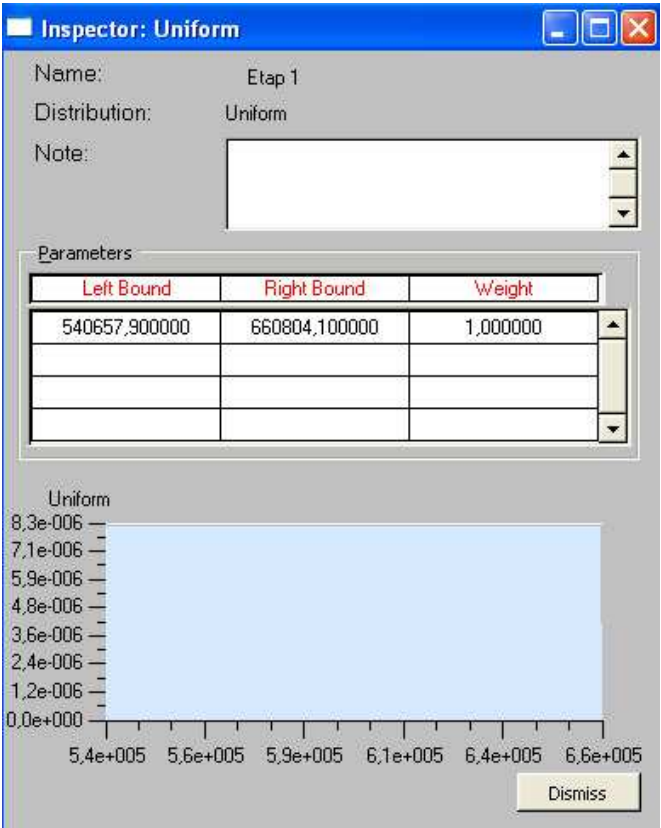 Inspector: Uniform
Name: Etap 1
Distribution: Uniform
Note:
Parameters
Left Bound Right Bound Weight
540657,900000 660804,100000 1,000000
Uniform
8,3e-006
7,1e-006
5,9e-006
4,8e-006
3,6e-006
2,4e-006
1,2e-006
0,0e+000
5,4e+005 5,6e+005 5,9e+005 6,1e+005 6,4e+005 6,6e+005
Dismiss